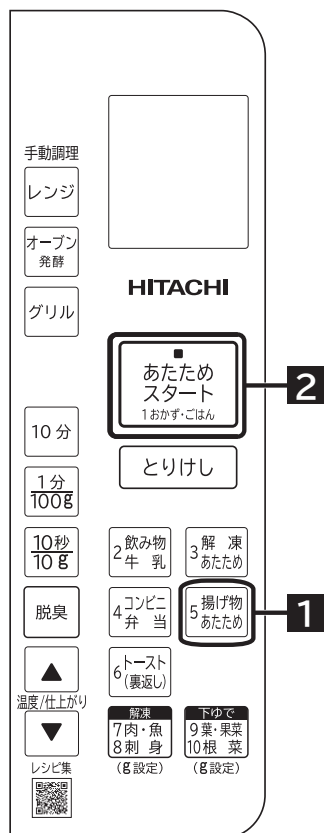 手動調理
レンジ
オーブン
発酵
グリル
HITACHI
あたため
スタート
1おかず・ごはん
2
10分
とりけし
1分
100g
10秒
10g
2飲み物
牛乳
3解凍
あたため
脱臭
4コンビニ
弁当
5揚げ物
あたため
1
6トースト
(裏返し)
温度/仕上がり
解凍
7肉・魚
8刺身
(g設定)
下ゆで
9葉・果菜
10根菜
(g設定)
レシピ集